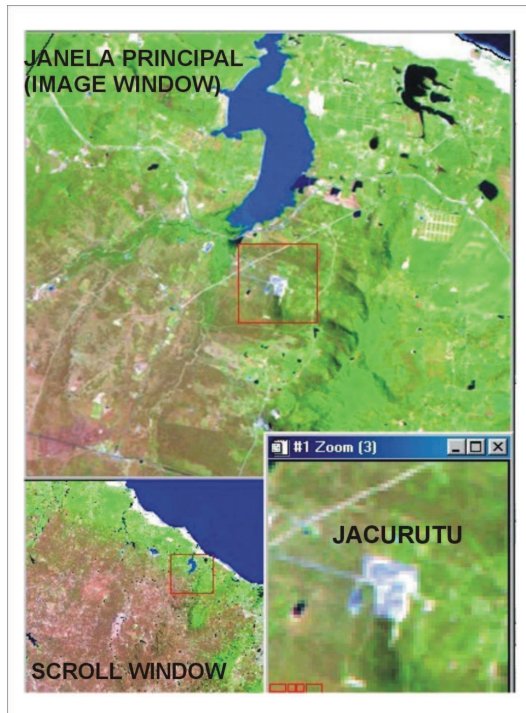 JANELA PRINCIPAL
(IMAGE WINDOW)
#1 Zoom (3)
JACURUTU
SCROLL WINDOW